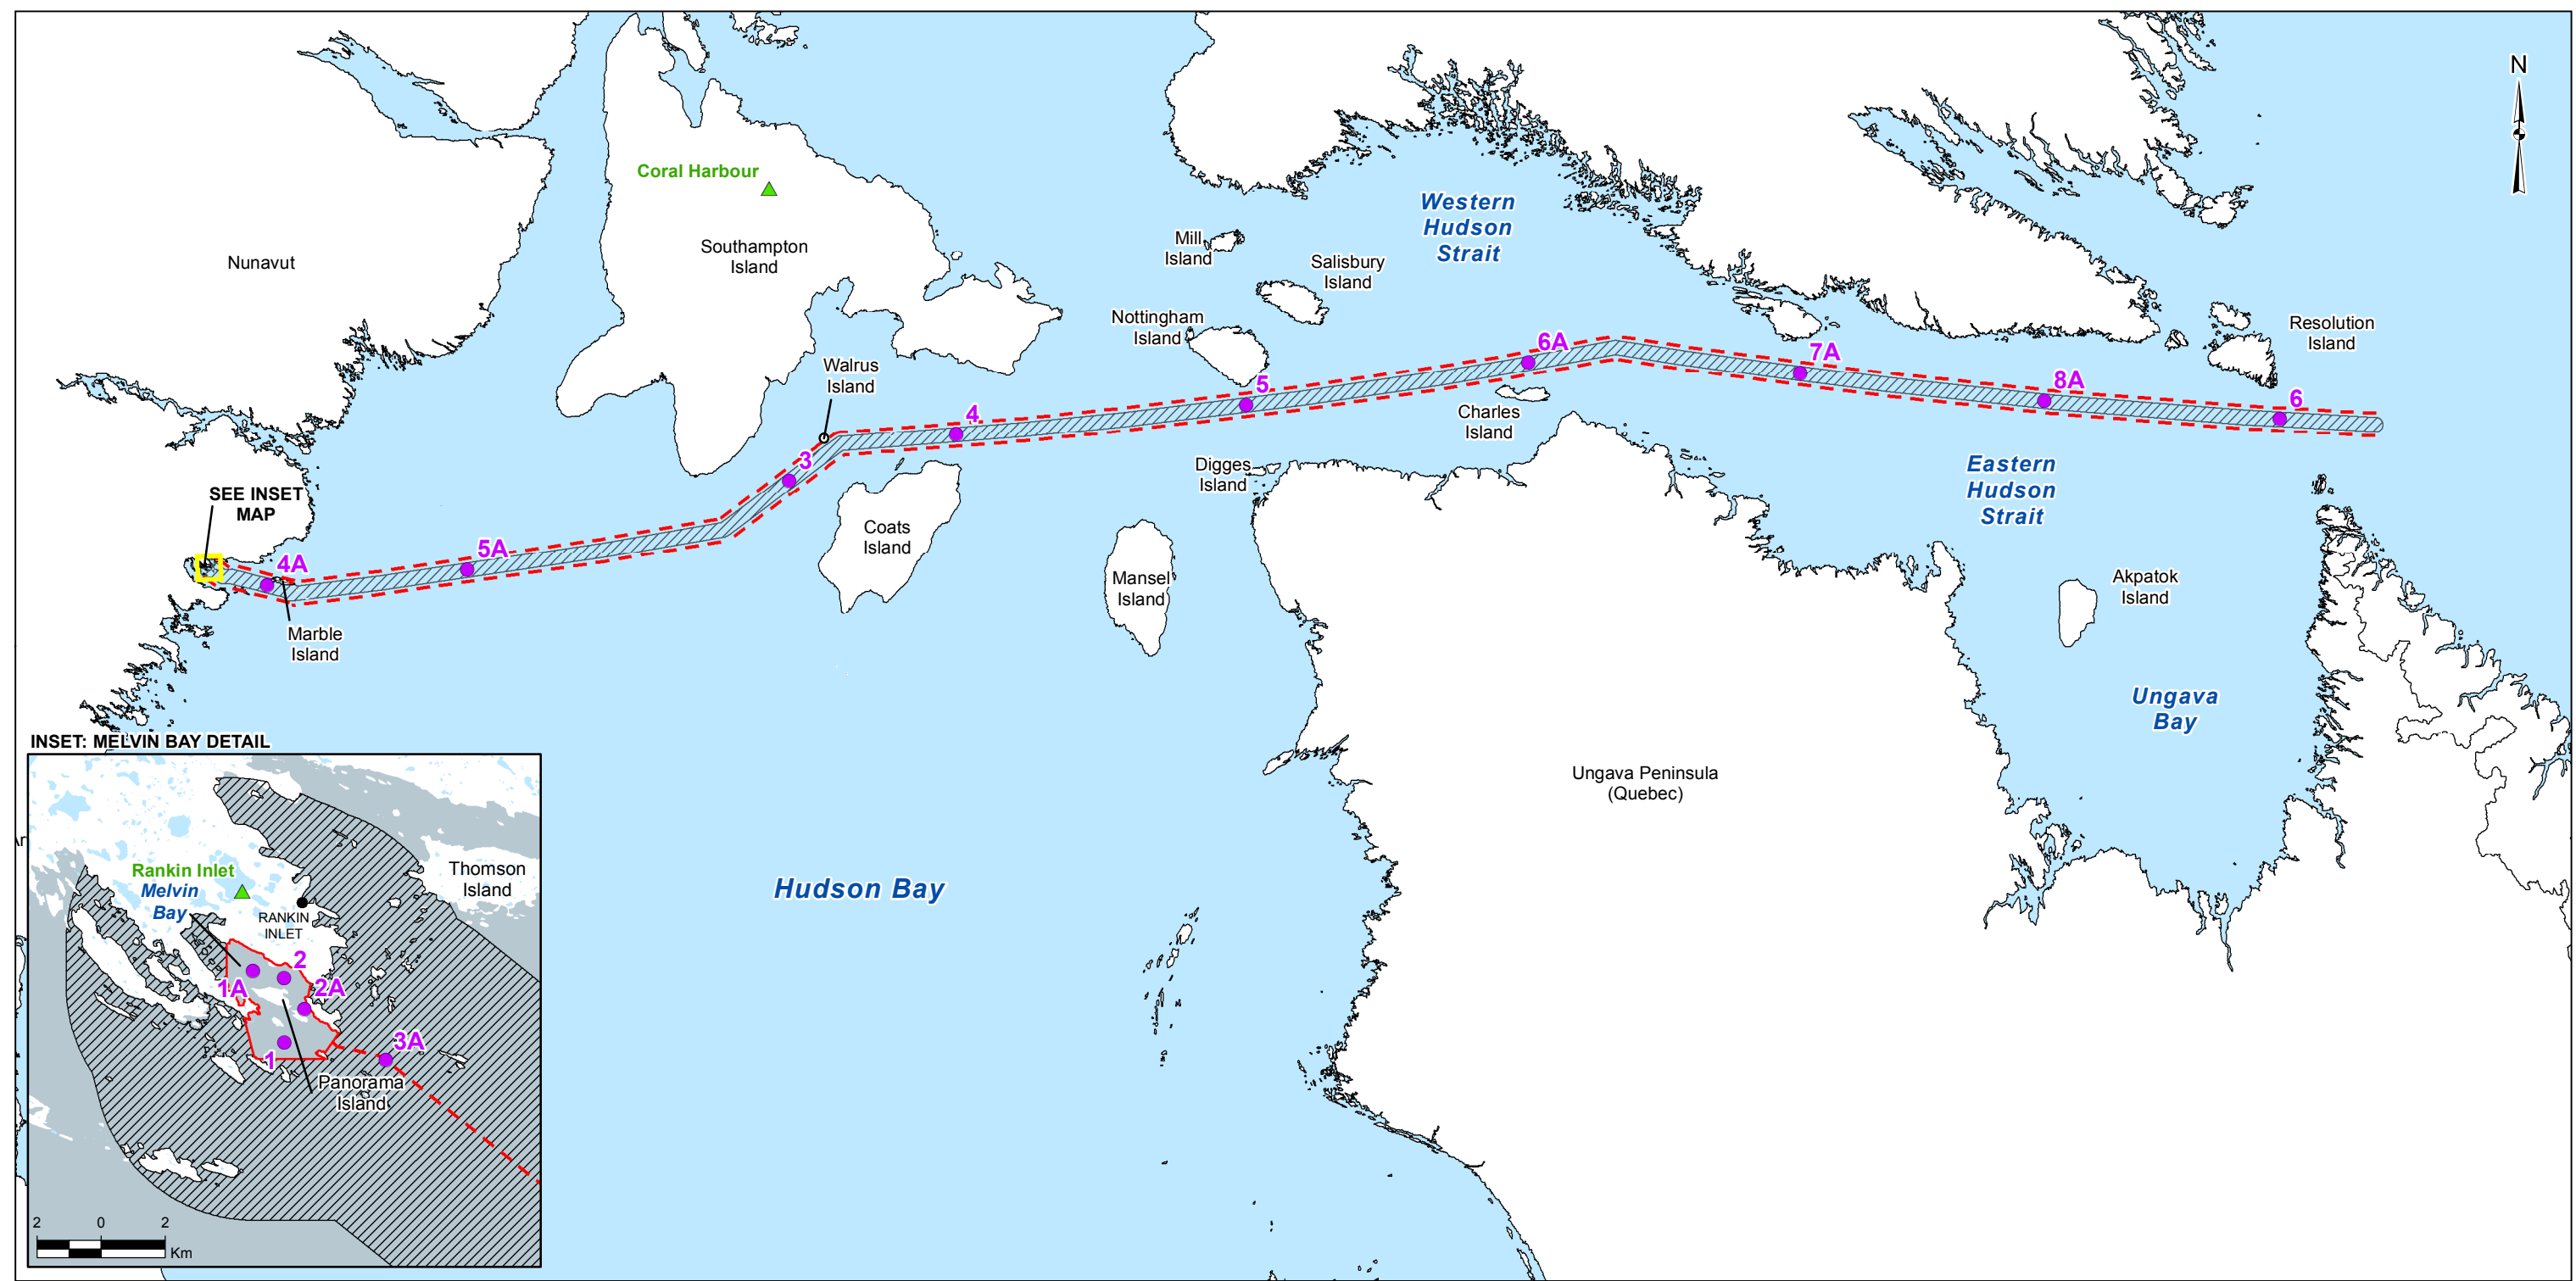 N
Coral Harbour
Western
Hudson
Strait
Mill
Island
Southampton
Island
Nunavut
Salisbury
Island
Nottingham
Island
Resolution
Island
6A
7A
Walrus
Island
8A
5
6
4
Charles
Island
3
Digges
Island
Eastern
Hudson
Strait
SEE INSET
MAP
Coats
Island
5A
4A
Mansel
Island
Akpatok
Island
Marble
Island
Ungava
Bay
INSET: MELVIN BAY DETAIL
Ungava Peninsula
(Quebec)
Hudson Bay
Thomson
Island
Rankin Inlet
Melvin
Bay
RANKIN
INLET
2
1A
2A
3A
1
Panorama
Island
2 0 2
Km